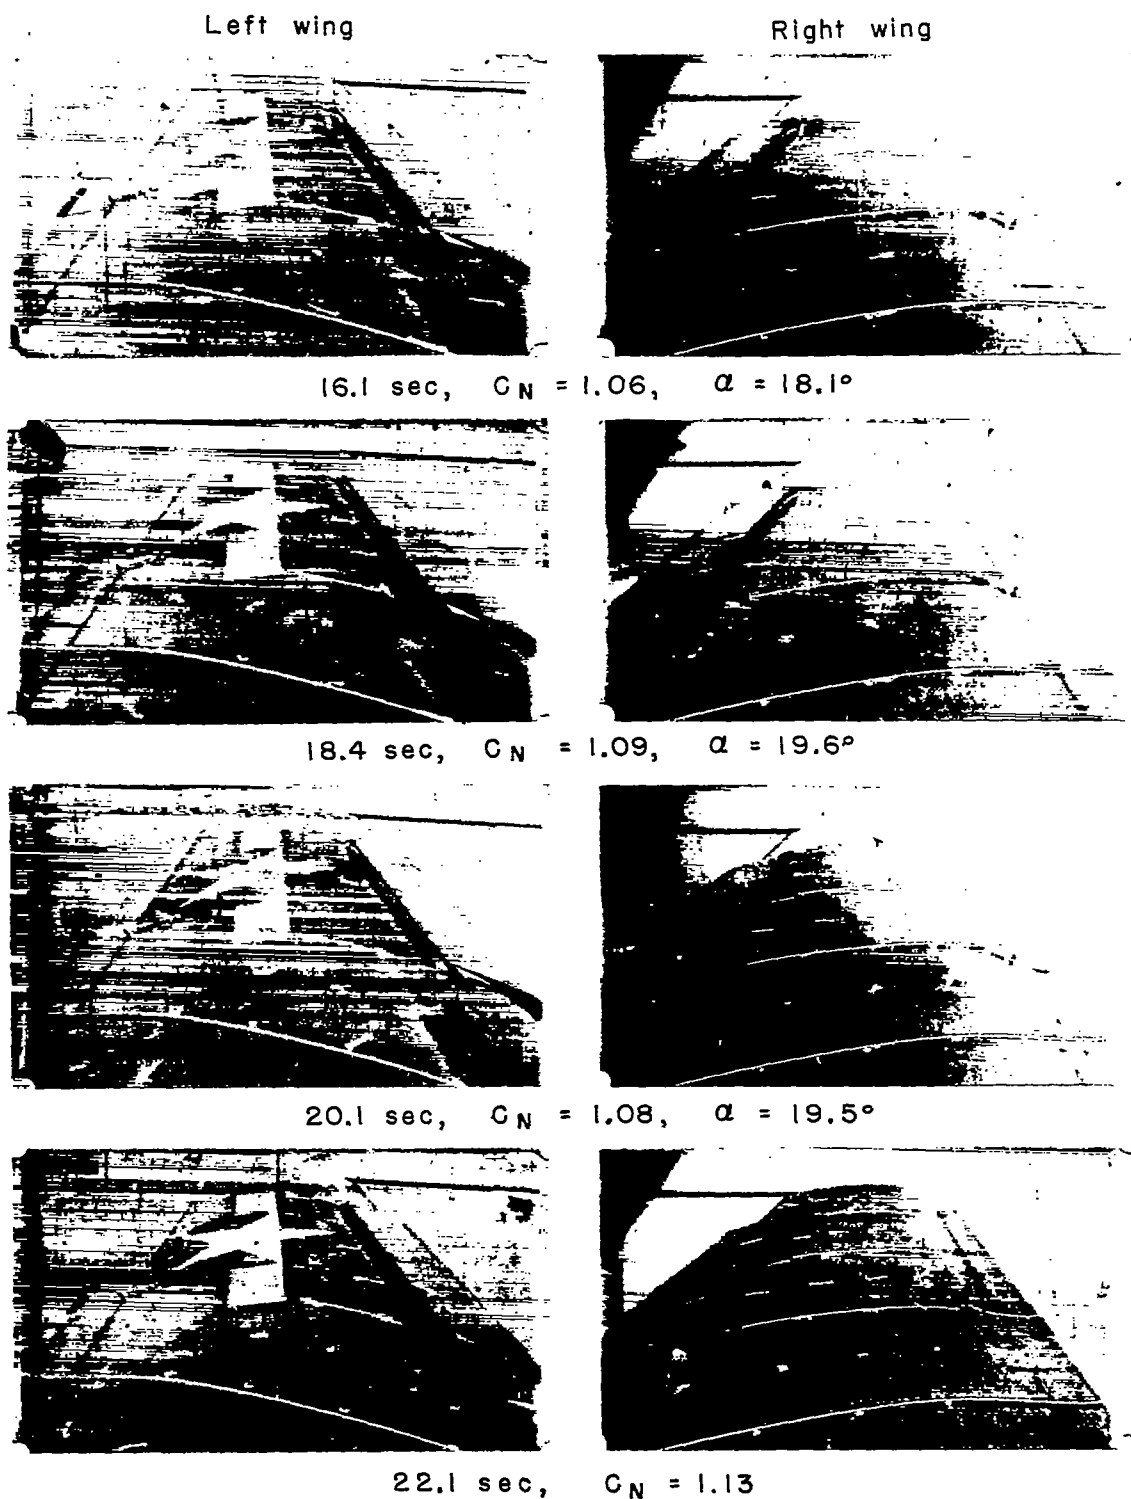 Left wing Right wing
16.1 sec, CN = 1.06, α = 18.1°
18.4 sec, CN = 1.09, α = 19.6°
20.1 sec, CN = 1.08, α = 19.5°
22.1 sec, CN = 1.13